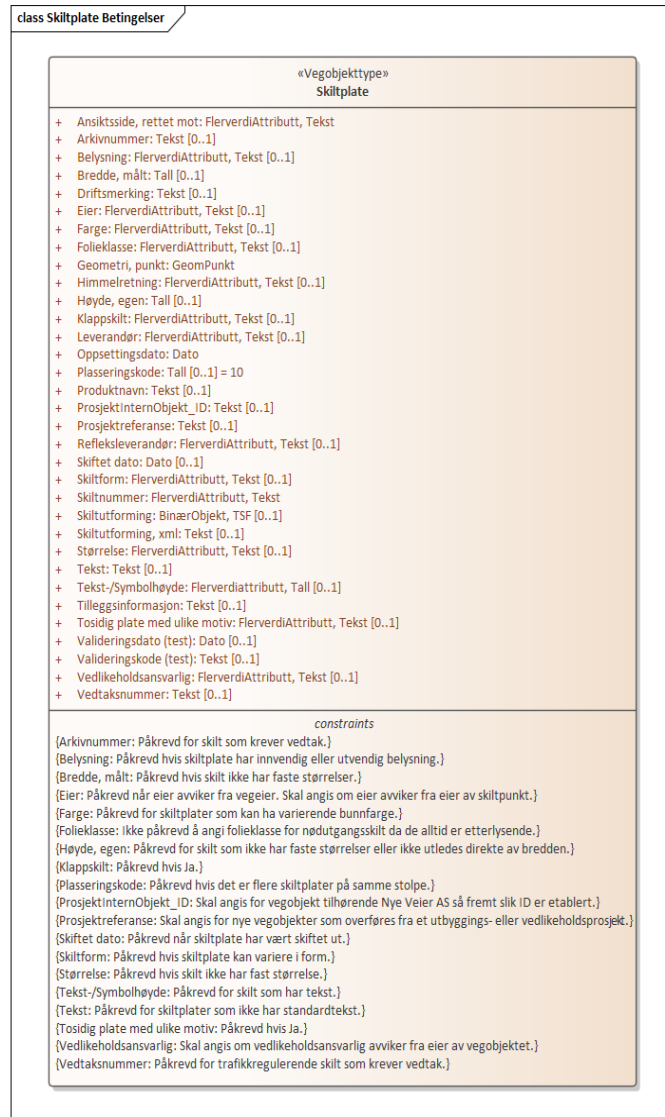 class Skiltplate Betingelser
«Vegobjekttype»
Skiltplate
+ Ansiktsside, rettet mot: FlerverdiAttributt, Tekst
+ Arkivnummer: Tekst [0..1]
+ Belysning: FlerverdiAttributt, Tekst [0..1]
+ Bredde, målt: Tall [0..1]
+ Driftsmerking: Tekst [0..1]
+ Eier: FlerverdiAttributt, Tekst [0..1]
+ Farge: FlerverdiAttributt, Tekst [0..1]
+ Folieklasse: FlerverdiAttributt, Tekst [0..1]
+ Geometri, punkt: GeomPunkt
+ Himmelretning: FlerverdiAttributt, Tekst [0..1]
+ Høyde, egen: Tall [0..1]
+ Klappskilt: FlerverdiAttributt, Tekst [0..1]
+ Leverandør: FlerverdiAttributt, Tekst [0..1]
+ Oppsettingsdato: Dato
+ Plasseringskode: Tall [0..1] = 10
+ Produktnavn: Tekst [0..1]
+ ProsjektInternObjekt_ID: Tekst [0..1]
+ Prosjektreferanse: Tekst [0..1]
+ Refleksleverandør: FlerverdiAttributt, Tekst [0..1]
+ Skiftet dato: Dato [0..1]
+ Skiltform: FlerverdiAttributt, Tekst [0..1]
+ Skiltnummer: FlerverdiAttributt, Tekst
+ Skiltutforming: BinærObjekt, TSF [0..1]
+ Skiltutforming, xml: Tekst [0..1]
+ Størrelse: FlerverdiAttributt, Tekst [0..1]
+ Tekst: Tekst [0..1]
+ Tekst-/Symbolhøyde: Flerverdiattributt, Tall [0..1]
+ Tilleggsinformasjon: Tekst [0..1]
+ Tosidig plate med ulike motiv: FlerverdiAttributt, Tekst [0..1]
+ Valideringsdato (test): Dato [0..1]
+ Valideringskode (test): Tekst [0..1]
+ Vedlikeholdsansvarlig: FlerverdiAttributt, Tekst [0..1]
+ Vedtaksnummer: Tekst [0..1]
constraints
{Arkivnummer: Påkrevd for skilt som krever vedtak.}
{Belysning: Påkrevd hvis skiltplate har innvendig eller utvendig belysning.}
{Bredde, målt: Påkrevd hvis skilt ikke har faste størrelser.}
{Eier: Påkrevd når eier avviker fra vegeier. Skal angis om eier avviker fra eier av skiltpunkt.}
{Farge: Påkrevd for skiltplater som kan ha varierende bunnfarge.}
{Folieklasse: Ikke påkrevd å angi folieklasse for nødutgangsskilt da de alltid er etterlysende.}
{Høyde, egen: Påkrevd for skilt som ikke har faste størrelser eller ikke utledes direkte av bredden.}
{Klappskilt: Påkrevd hvis Ja.}
{Plasseringskode: Påkrevd hvis det er flere skiltplater på samme stolpe.}
{ProsjektInternObjekt_ID: Skal angis for vegobjekt tilhørende Nye Veier AS så fremt slik ID er etablert.}
{Prosjektreferanse: Skal angis for nye vegobjekter som overføres fra et utbyggings- eller vedlikeholdsprosjekt.}
{Skiftet dato: Påkrevd når skiltplate har vært skiftet ut.}
{Skiltform: Påkrevd hvis skiltplate kan variere i form.}
{Størrelse: Påkrevd hvis skilt ikke har fast størrelse.}
{Tekst-/Symbolhøyde: Påkrevd for skilt som har tekst.}
{Tekst: Påkrevd for skiltplater som ikke har standardtekst.}
{Tosidig plate med ulike motiv: Påkrevd hvis Ja.}
{Vedlikeholdsansvarlig: Skal angis om vedlikeholdsansvarlig avviker fra eier av vegobjektet.}
{Vedtaksnummer: Påkrevd for trafikkregulerende skilt som krever vedtak.}